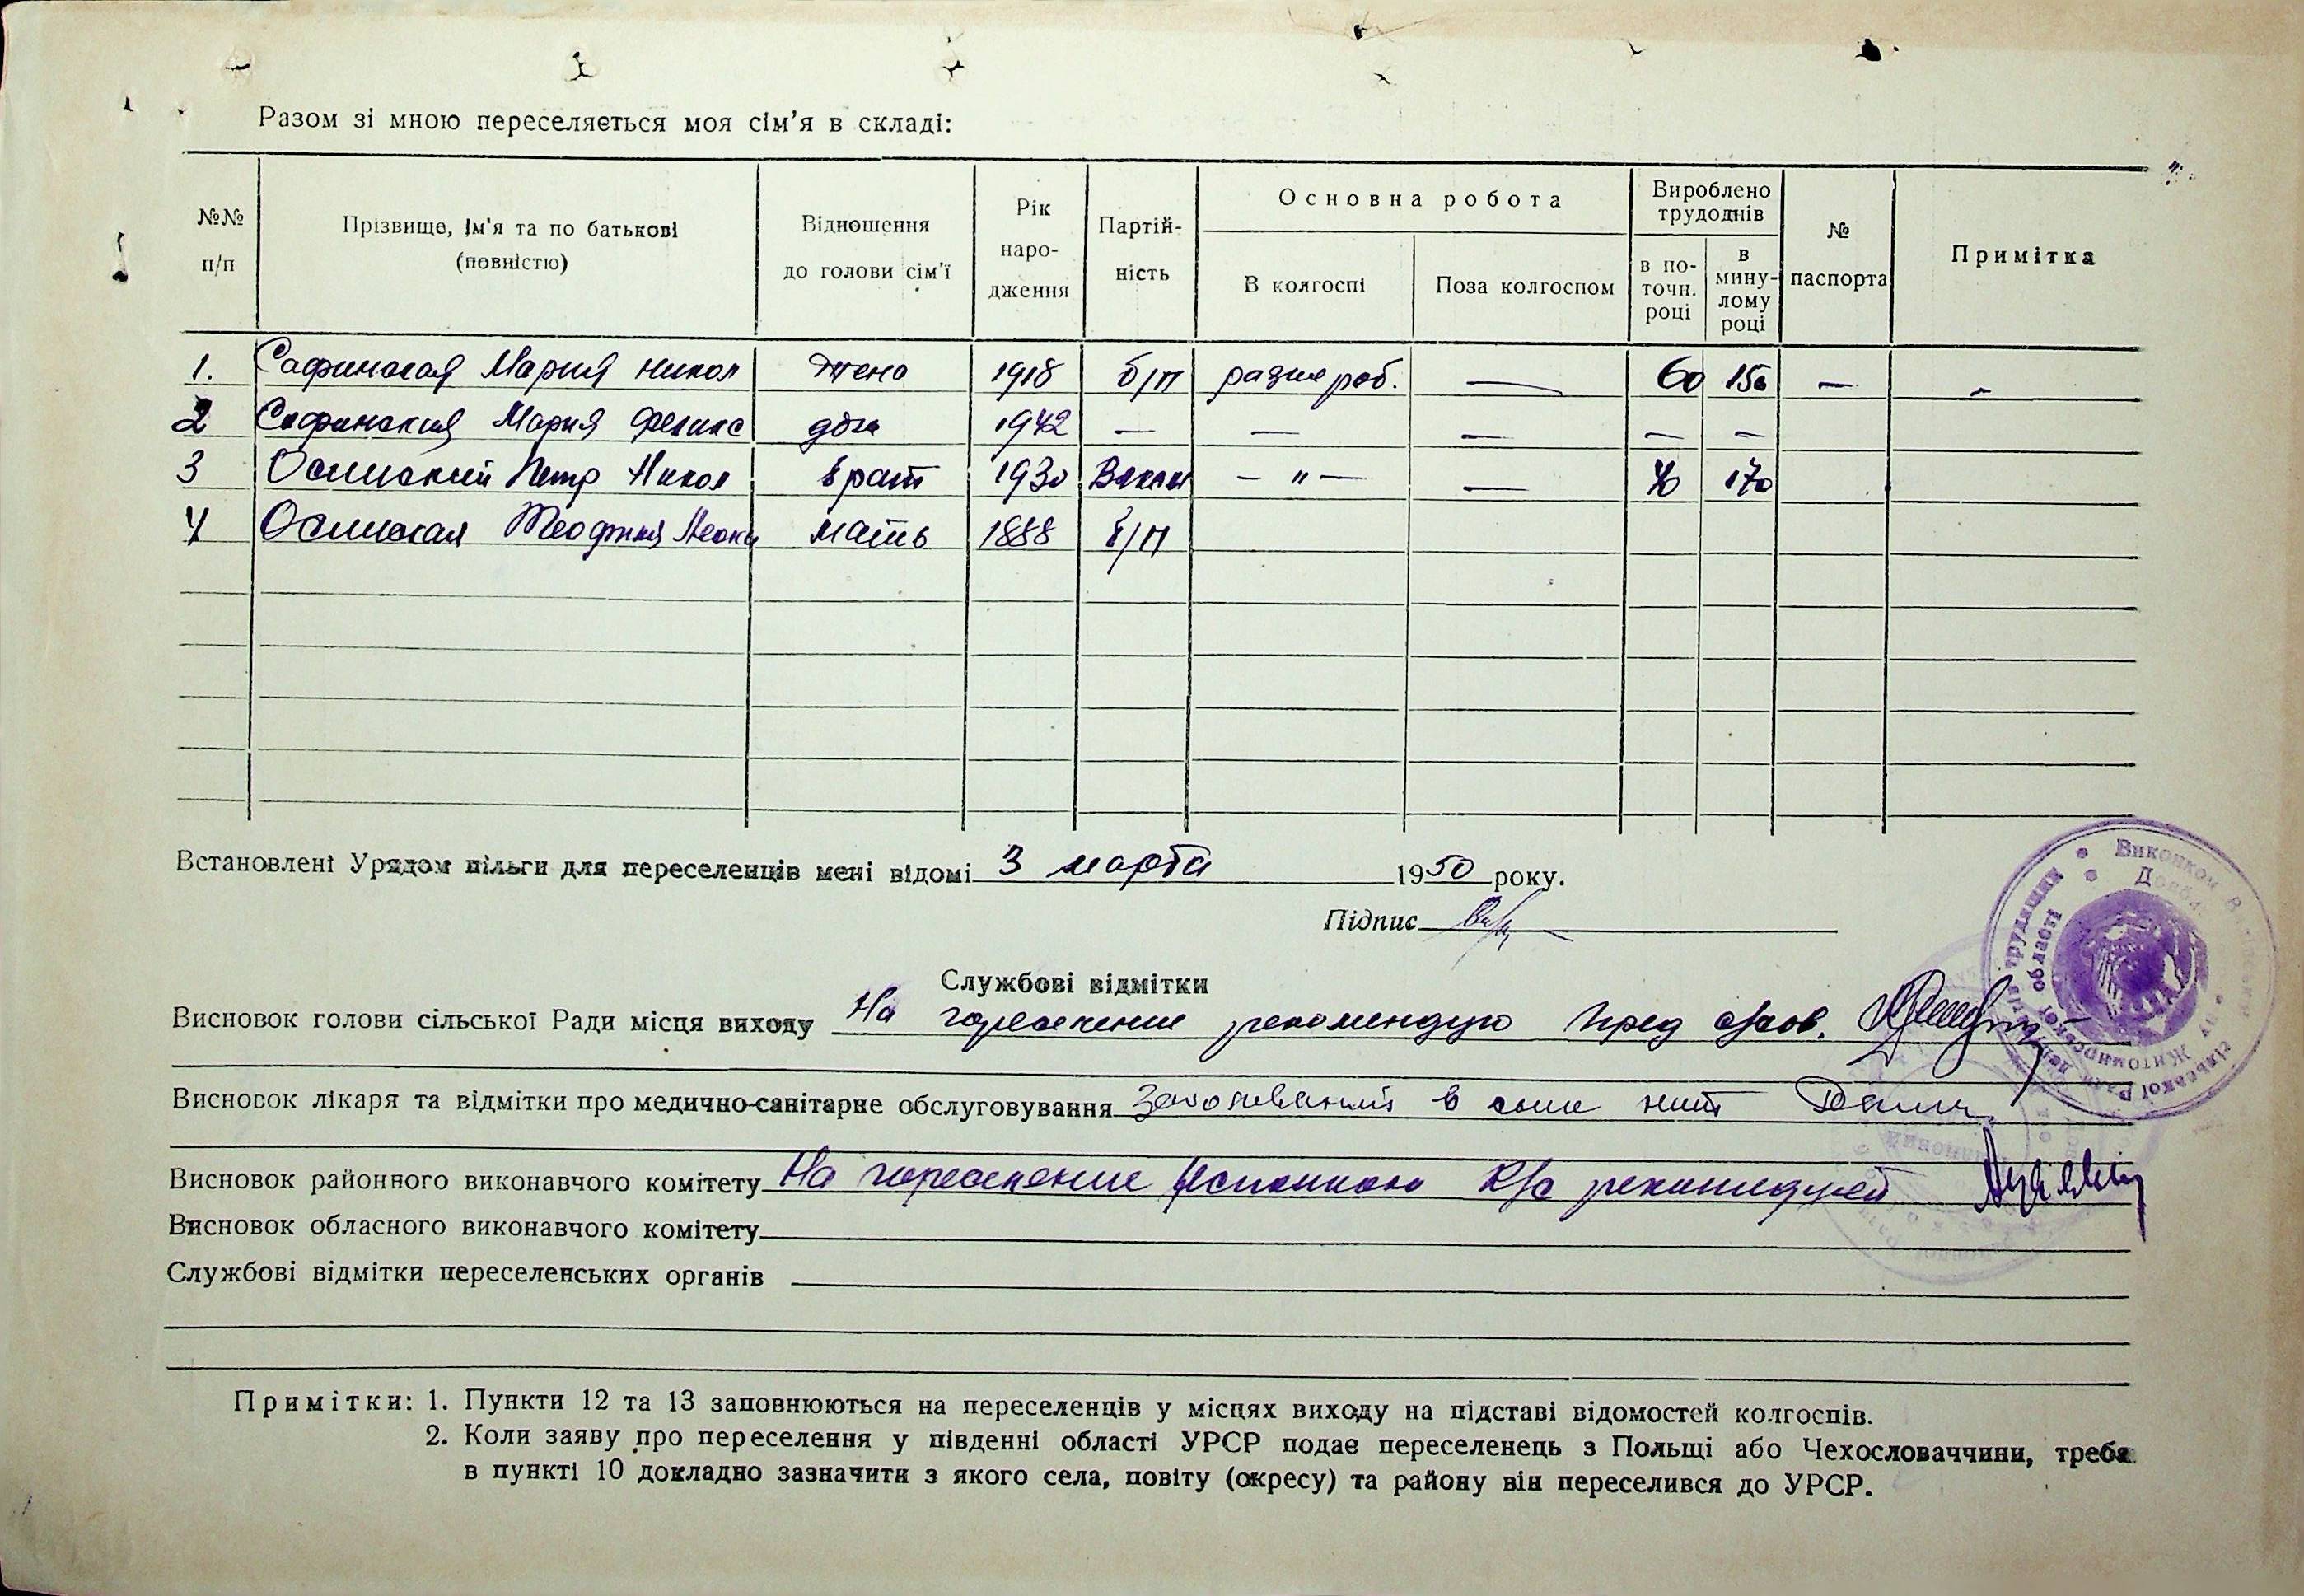 Разом зі мною переселяється моя сім'я в складі:
№№ п/п
Прізвище, ім'я та по батькові (повністю)
Відношення до голови сім'ї
Рік народження
Партійність
Основна робота
В колгоспі
Поза колгоспом
Вироблено трудоднів
в поточн. році
в минулому році
№ паспорта
Примітка
1. Сафинская Мария Никол жена 1918 б/п разне роб. — 60 150 — -
2 Сафинская Мария Феликс доч 1942 — — — — —
3 Осинский Петр Никол брат 1930 — " — — 40 170
4 Осинская Теофиля мать 1888 б/п
Встановлені Урядом пільги для переселенців мені відомі 3 марта 1950 року.
Підпис
Службові відмітки
Висновок голови сільської Ради місця виходу На переселение рекомендую пред
Висновок лікаря та відмітки про медично-санітарне обслуговування в
Висновок районного виконавчого комітету На переселение Исполком
Висновок обласного виконавчого комітету
Службові відмітки переселенських органів
Примітки: 1. Пункти 12 та 13 заповнюються на переселенців у місцях виходу на підставі відомостей колгоспів.
2. Коли заяву про переселення у південні області УРСР подає переселенець з Польщі або Чехословаччини, треба
в пункті 10 докладно зазначити з якого села, повіту (окресу) та району він переселився до УРСР.